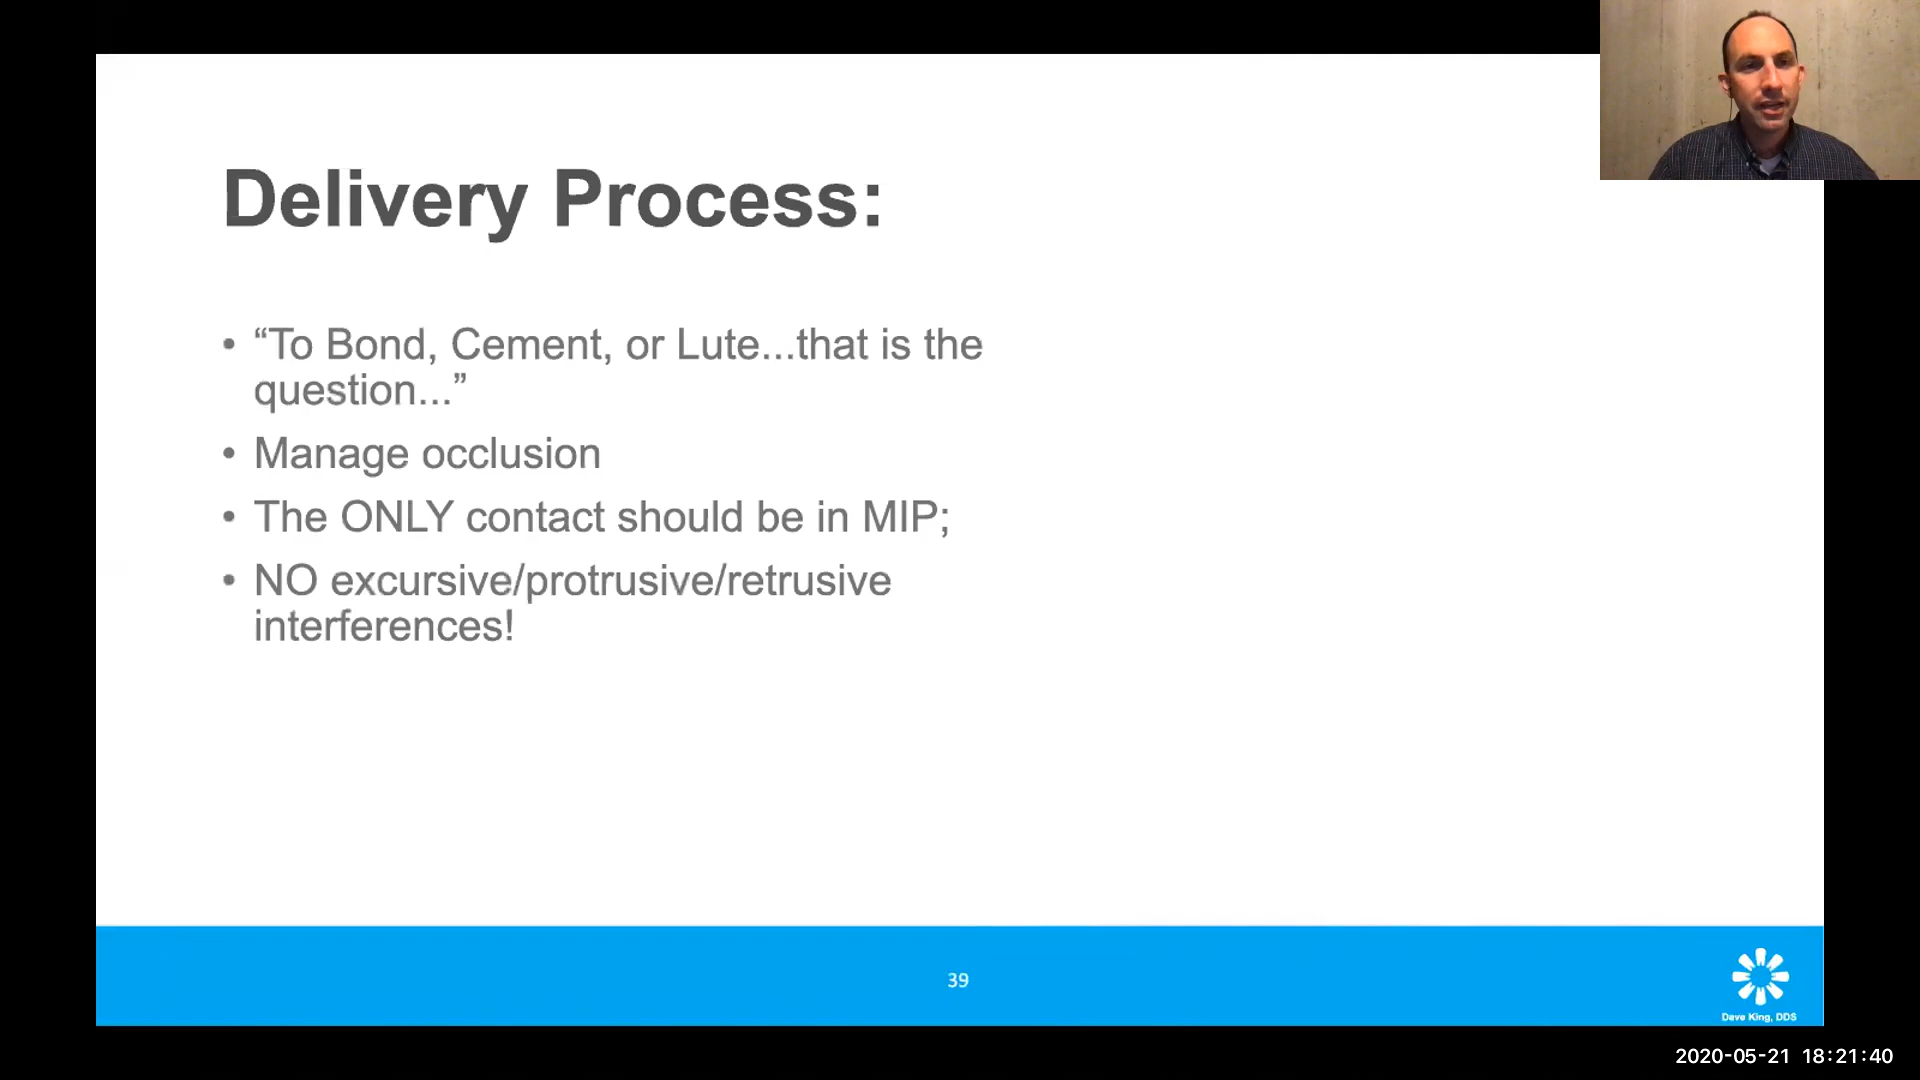 Delivery Process:
• “To Bond, Cement, or Lute...that is the
question...”
• Manage occlusion
• The ONLY contact should be in MIP;
• NO excursive/protrusive/retrusive
interferences!
39
Dave King, DDS
2020-05-21 18:21:40